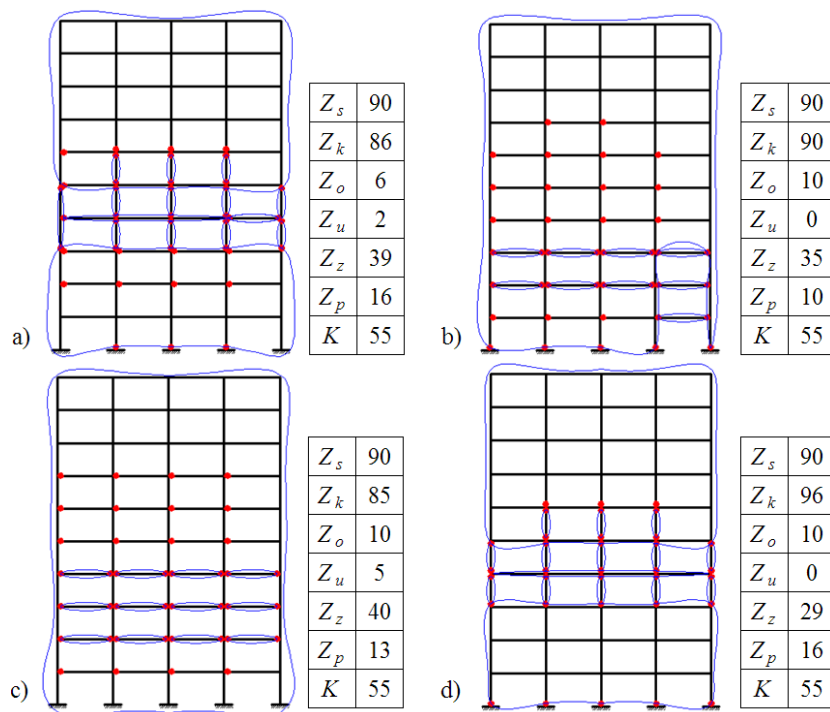 a)
Z_s 90
Z_k 86
Z_o 6
Z_u 2
Z_z 39
Z_p 16
K 55
b)
Z_s 90
Z_k 90
Z_o 10
Z_u 0
Z_z 35
Z_p 10
K 55
c)
Z_s 90
Z_k 85
Z_o 10
Z_u 5
Z_z 40
Z_p 13
K 55
d)
Z_s 90
Z_k 96
Z_o 10
Z_u 0
Z_z 29
Z_p 16
K 55